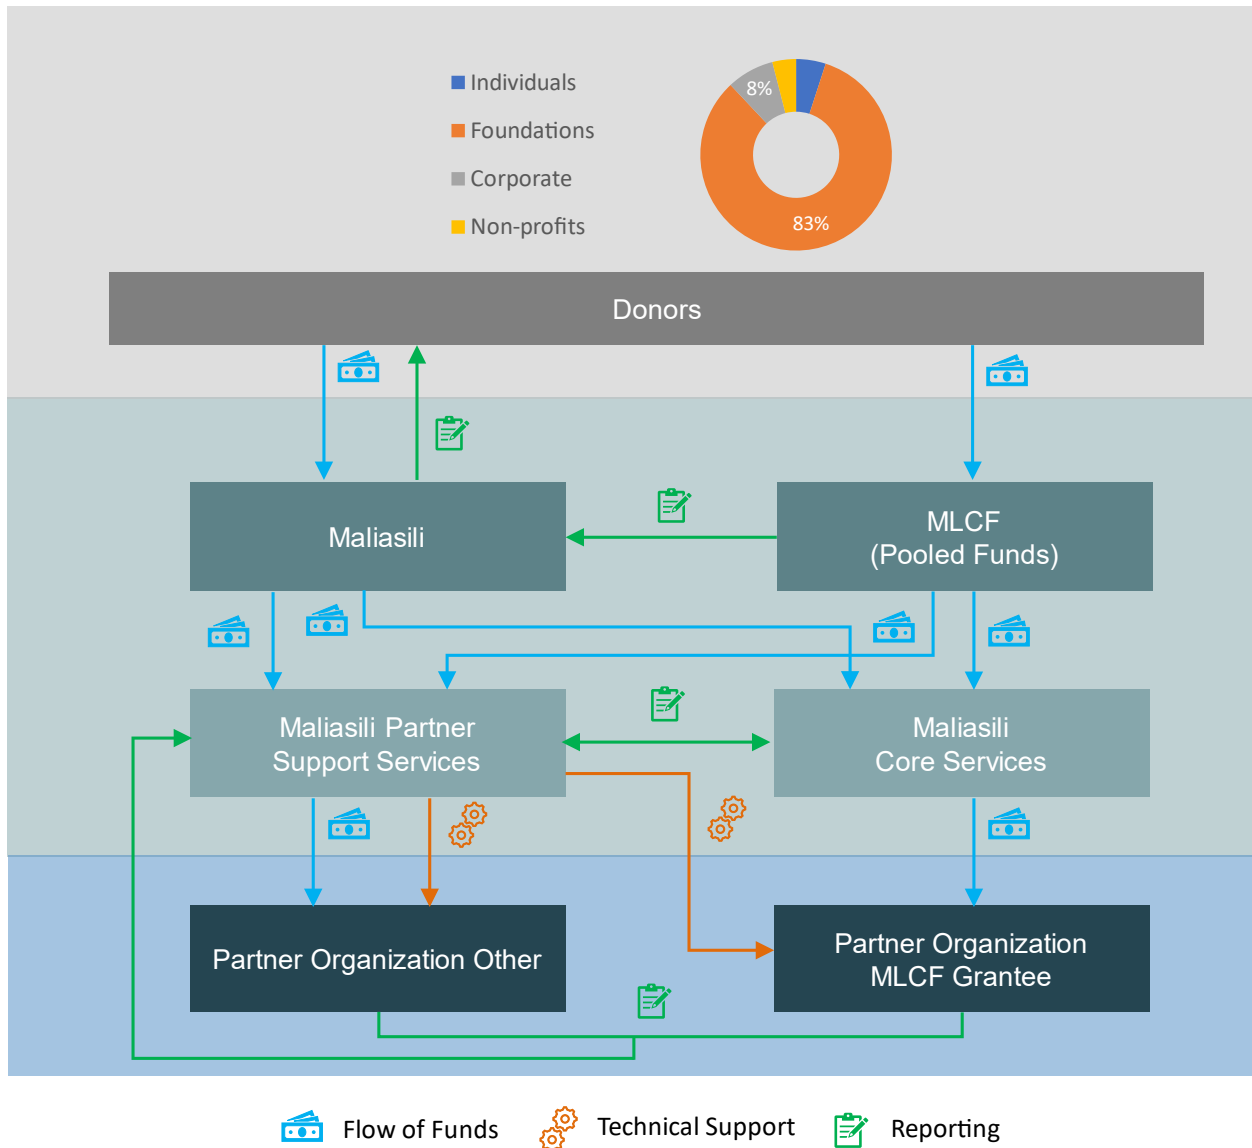 Individuals
Foundations
Corporate
Non-profits
8%
83%
Donors
Maliasili
MLCF
(Pooled Funds)
Maliasili Partner
Support Services
Maliasili
Core Services
Partner Organization Other
Partner Organization
MLCF Grantee
Flow of Funds
Technical Support
Reporting